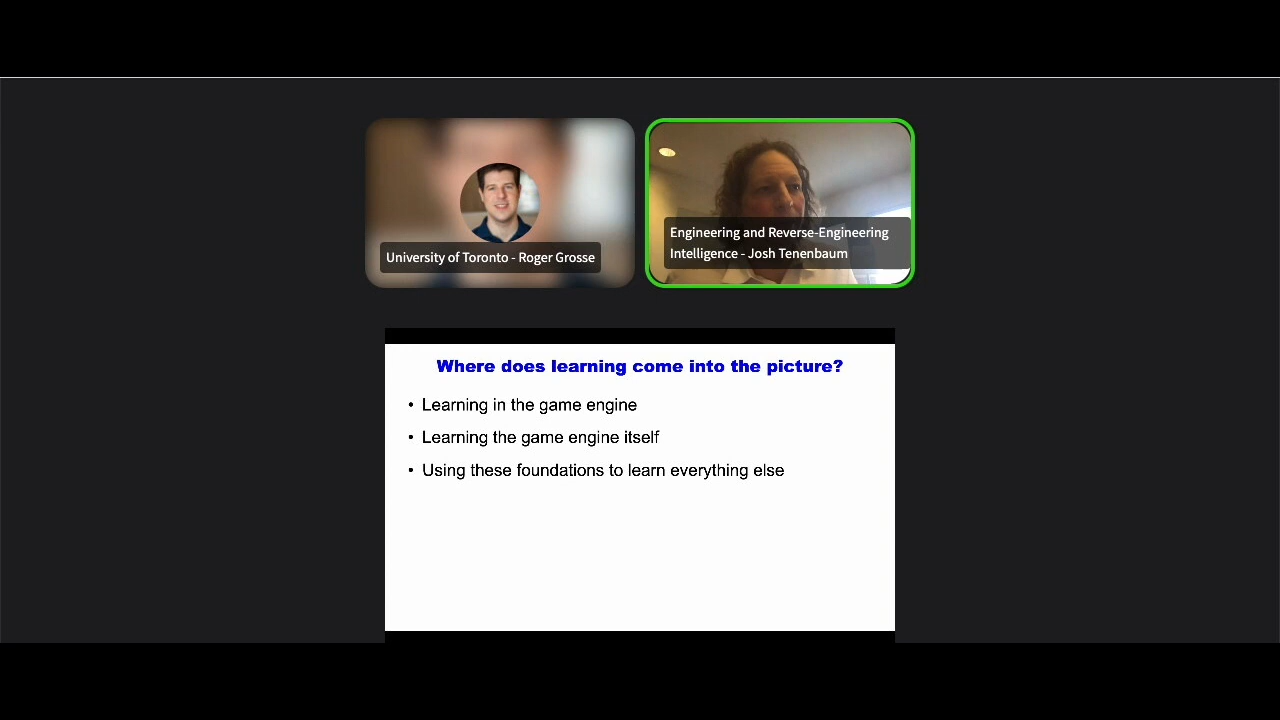 University of Toronto - Roger Grosse
Engineering and Reverse-Engineering
Intelligence - Josh Tenenbaum
Where does learning come into the picture?
• Learning in the game engine
• Learning the game engine itself
• Using these foundations to learn everything else